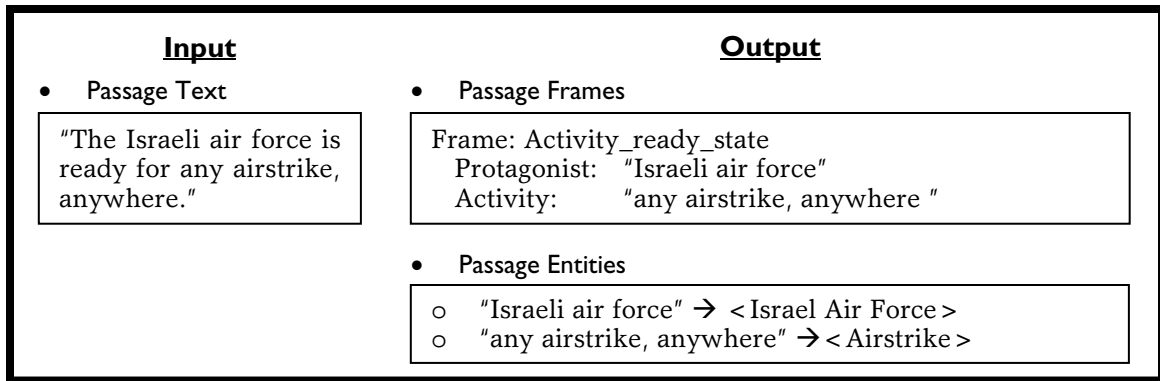 Input
• Passage Text
"The Israeli air force is
ready for any airstrike,
anywhere."
Output
• Passage Frames
Frame: Activity_ready_state
Protagonist: "Israeli air force"
Activity: "any airstrike, anywhere "
• Passage Entities
o "Israeli air force" → <Israel Air Force>
o "any airstrike, anywhere" → <Airstrike>